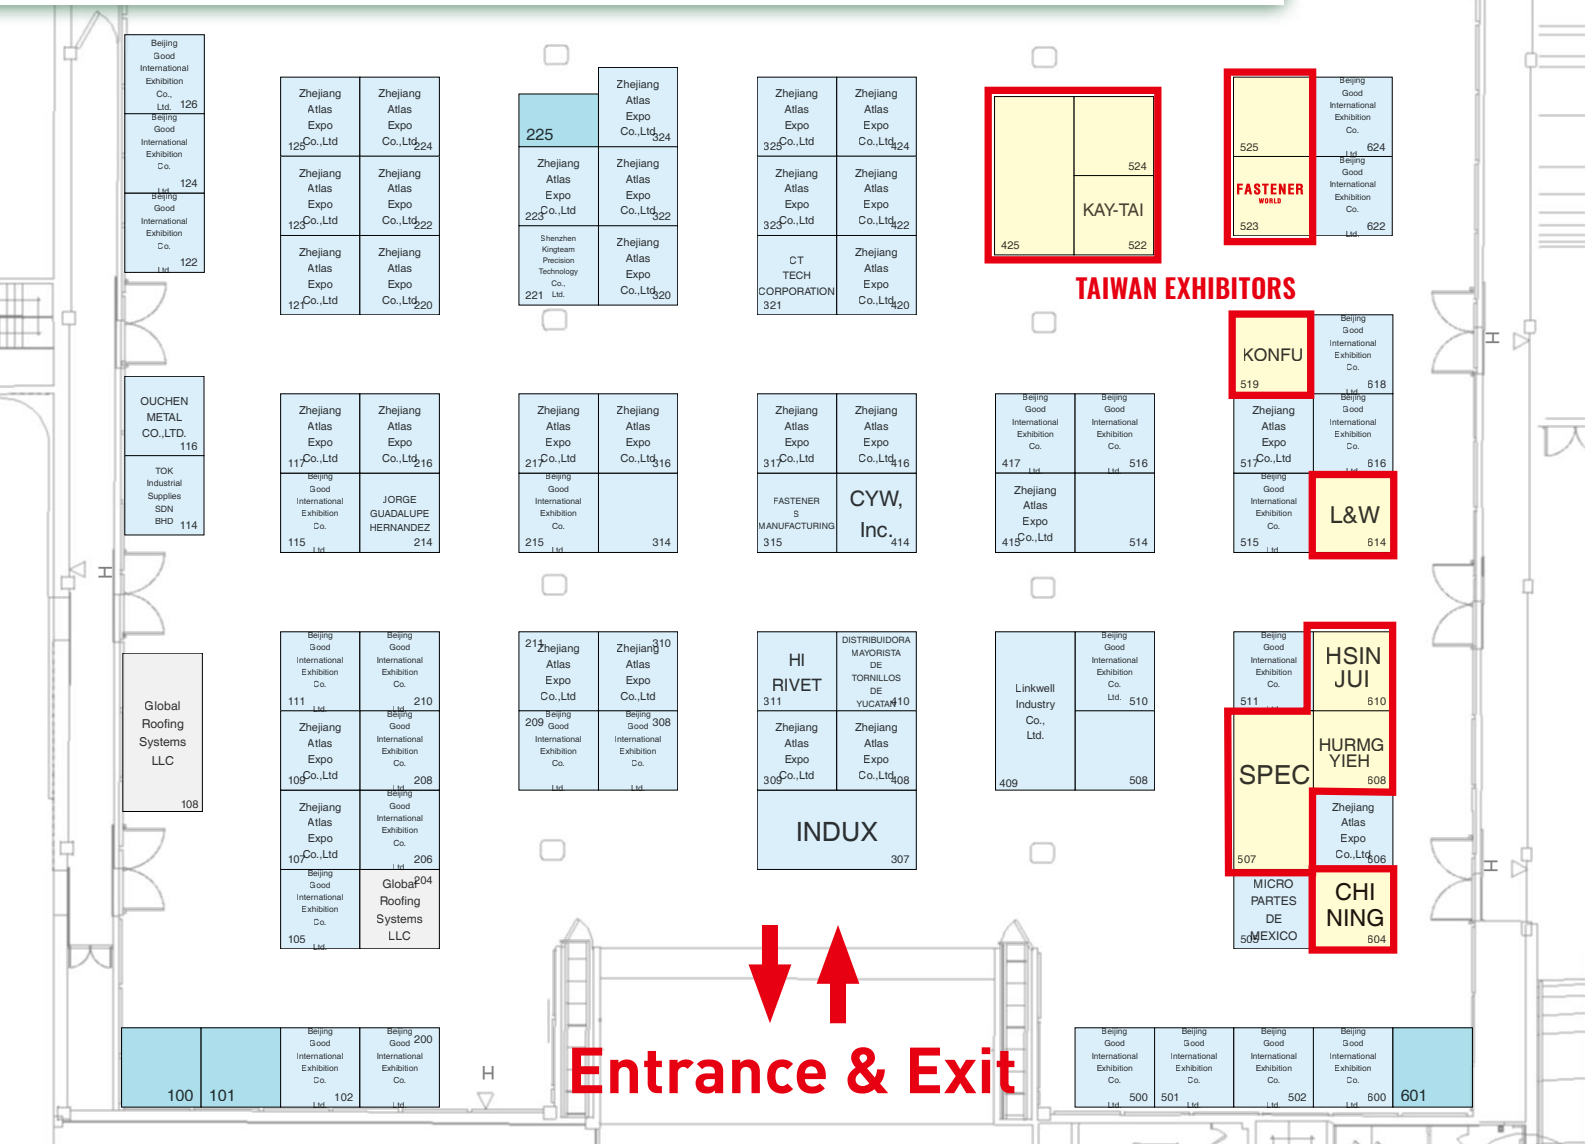 Beijing
Good
International
Exhibition
Co.,
Ltd. 126
Beijing
Good
International
Exhibition
Co.
Ltd. 124
Beijing
Good
International
Exhibition
Co.
Ltd. 122
Zhejiang
Atlas
Expo
Co.,Ltd
125
Zhejiang
Atlas
Expo
Co.,Ltd
224
Zhejiang
Atlas
Expo
Co.,Ltd
123
Zhejiang
Atlas
Expo
Co.,Ltd
222
Zhejiang
Atlas
Expo
Co.,Ltd
121
Zhejiang
Atlas
Expo
Co.,Ltd
220
225
Zhejiang
Atlas
Expo
Co.,Ltd
324
Zhejiang
Atlas
Expo
Co.,Ltd
223
Zhejiang
Atlas
Expo
Co.,Ltd
322
Shenzhen
Kingteam
Precision
Technology
Co.,
Ltd.
221
Zhejiang
Atlas
Expo
Co.,Ltd
320
Zhejiang
Atlas
Expo
Co.,Ltd
325
Zhejiang
Atlas
Expo
Co.,Ltd
424
Zhejiang
Atlas
Expo
Co.,Ltd
323
Zhejiang
Atlas
Expo
Co.,Ltd
422
CT
TECH
CORPORATION
321
Zhejiang
Atlas
Expo
Co.,Ltd
420
425
524
KAY-TAI
522
525
Beijing
Good
International
Exhibition
Co.
Ltd.
624
FASTENER
WORLD
523
Beijing
Good
International
Exhibition
Co.
Ltd.
622
TAIWAN EXHIBITORS
KONFU
519
Beijing
Good
International
Exhibition
Co.
Ltd.
618
OUCHEN
METAL
CO.,LTD.
116
TOK
Industrial
Supplies
SDN
BHD 114
Zhejiang
Atlas
Expo
Co.,Ltd
117
Zhejiang
Atlas
Expo
Co.,Ltd
216
Beijing
Good
International
Exhibition
Co.
Ltd.
115
JORGE
GUADALUPE
HERNANDEZ
214
Zhejiang
Atlas
Expo
Co.,Ltd
217
Zhejiang
Atlas
Expo
Co.,Ltd
316
Beijing
Good
International
Exhibition
Co.
Ltd.
215
314
Zhejiang
Atlas
Expo
Co.,Ltd
317
Zhejiang
Atlas
Expo
Co.,Ltd
416
FASTENER
S
MANUFACTURING
315
CYW,
Inc.
414
Beijing
Good
International
Exhibition
Co.
Ltd.
417
Beijing
Good
International
Exhibition
Co.
Ltd.
516
Zhejiang
Atlas
Expo
Co.,Ltd
415
514
Zhejiang
Atlas
Expo
Co.,Ltd
517
Beijing
Good
International
Exhibition
Co.
Ltd.
616
Beijing
Good
International
Exhibition
Co.
Ltd.
515
L&W
614
H
H
Global
Roofing
Systems
LLC
108
Beijing
Good
International
Exhibition
Co.
Ltd.
111
Beijing
Good
International
Exhibition
Co.
Ltd.
210
Zhejiang
Atlas
Expo
Co.,Ltd
109
Beijing
Good
International
Exhibition
Co.
Ltd.
208
Zhejiang
Atlas
Expo
Co.,Ltd
107
Beijing
Good
International
Exhibition
Co.
Ltd.
206
Beijing
Good
International
Exhibition
Co.
Ltd.
105
204
Global
Roofing
Systems
LLC
211
Zhejiang
Atlas
Expo
Co.,Ltd
310
Zhejiang
Atlas
Expo
Co.,Ltd
209
Beijing
Good
International
Exhibition
Co.
Ltd.
308
Beijing
Good
International
Exhibition
Co.
Ltd.
HI
RIVET
311
DISTRIBUIDORA
MAYORISTA
DE
TORNILLOS
DE
YUCATAN
410
Zhejiang
Atlas
Expo
Co.,Ltd
309
Zhejiang
Atlas
Expo
Co.,Ltd
408
INDUX
307
Linkwell
Industry
Co.,
Ltd.
409
Beijing
Good
International
Exhibition
Co.
Ltd. 510
508
Beijing
Good
International
Exhibition
Co.
Ltd.
511
HSIN
JUI
610
SPEC
507
HURMG
YIEH
608
Zhejiang
Atlas
Expo
Co.,Ltd
606
MICRO
PARTES
DE
MEXICO
505
CHI
NING
604
H
100
101
Beijing
Good
International
Exhibition
Co.
Ltd. 102
200
Beijing
Good
International
Exhibition
Co.
Ltd.
H
Entrance & Exit
Beijing
Good
International
Exhibition
Co.
Ltd. 500
Beijing
Good
International
Exhibition
Co.
Ltd.
501
Beijing
Good
International
Exhibition
Co.
Ltd. 502
Beijing
Good
International
Exhibition
Co.
Ltd. 600
601